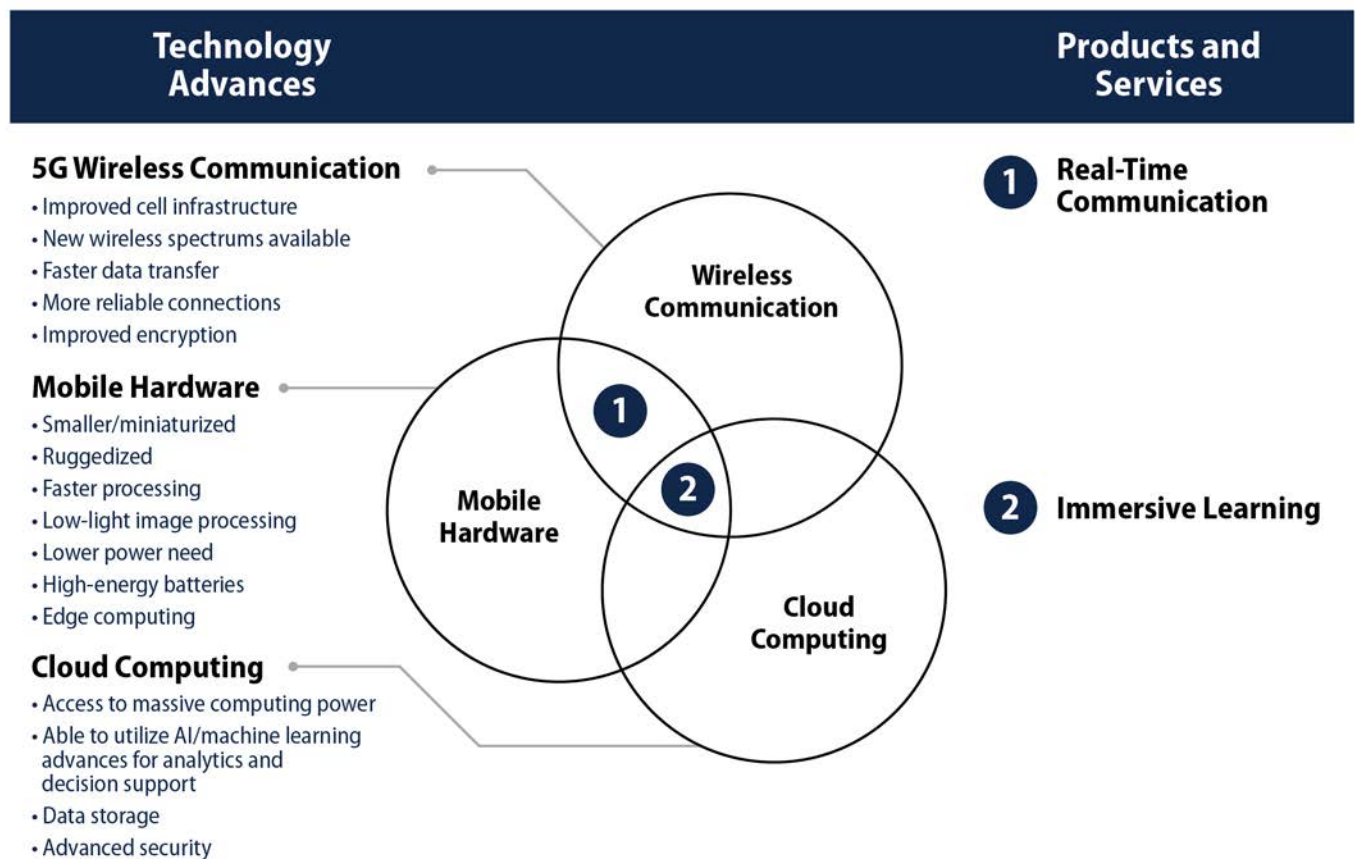 Technology
Advances
Products and
Services
5G Wireless Communication
• Improved cell infrastructure
• New wireless spectrums available
• Faster data transfer
• More reliable connections
• Improved encryption
Mobile Hardware
• Smaller/miniaturized
• Ruggedized
• Faster processing
• Low-light image processing
• Lower power need
• High-energy batteries
• Edge computing
Cloud Computing
• Access to massive computing power
• Able to utilize AI/machine learning
advances for analytics and
decision support
• Data storage
• Advanced security
Wireless
Communication
1
2
Mobile
Hardware
Cloud
Computing
1 Real-Time
Communication
2 Immersive Learning